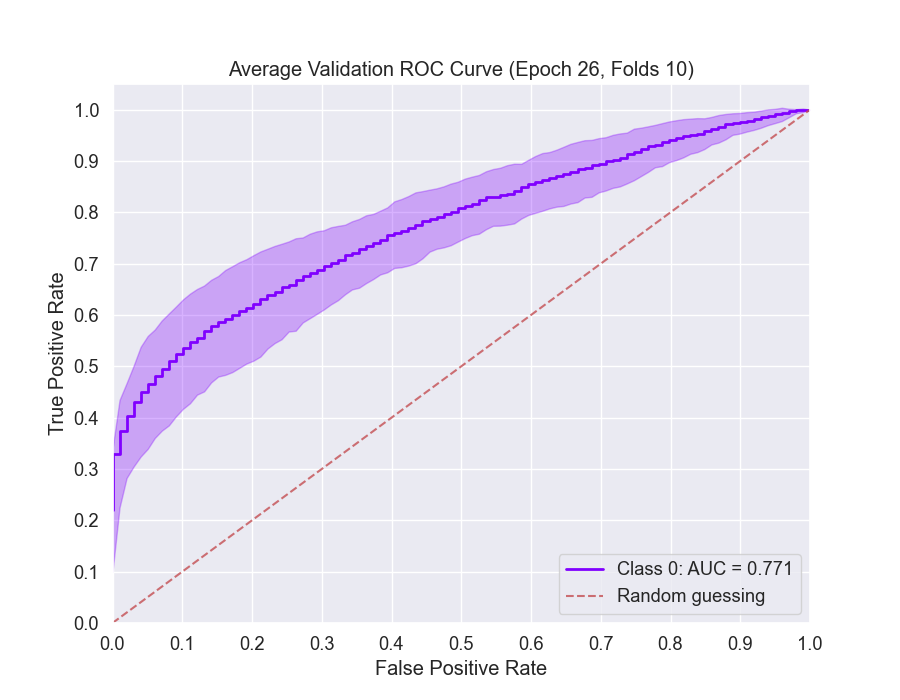 Average Validation ROC Curve (Epoch 26, Folds 10)
True Positive Rate
1.0
0.9
0.8
0.7
0.6
0.5
0.4
0.3
0.2
0.1
0.0
Class 0: AUC = 0.771
Random guessing
0.0 0.1 0.2 0.3 0.4 0.5 0.6 0.7 0.8 0.9 1.0
False Positive Rate